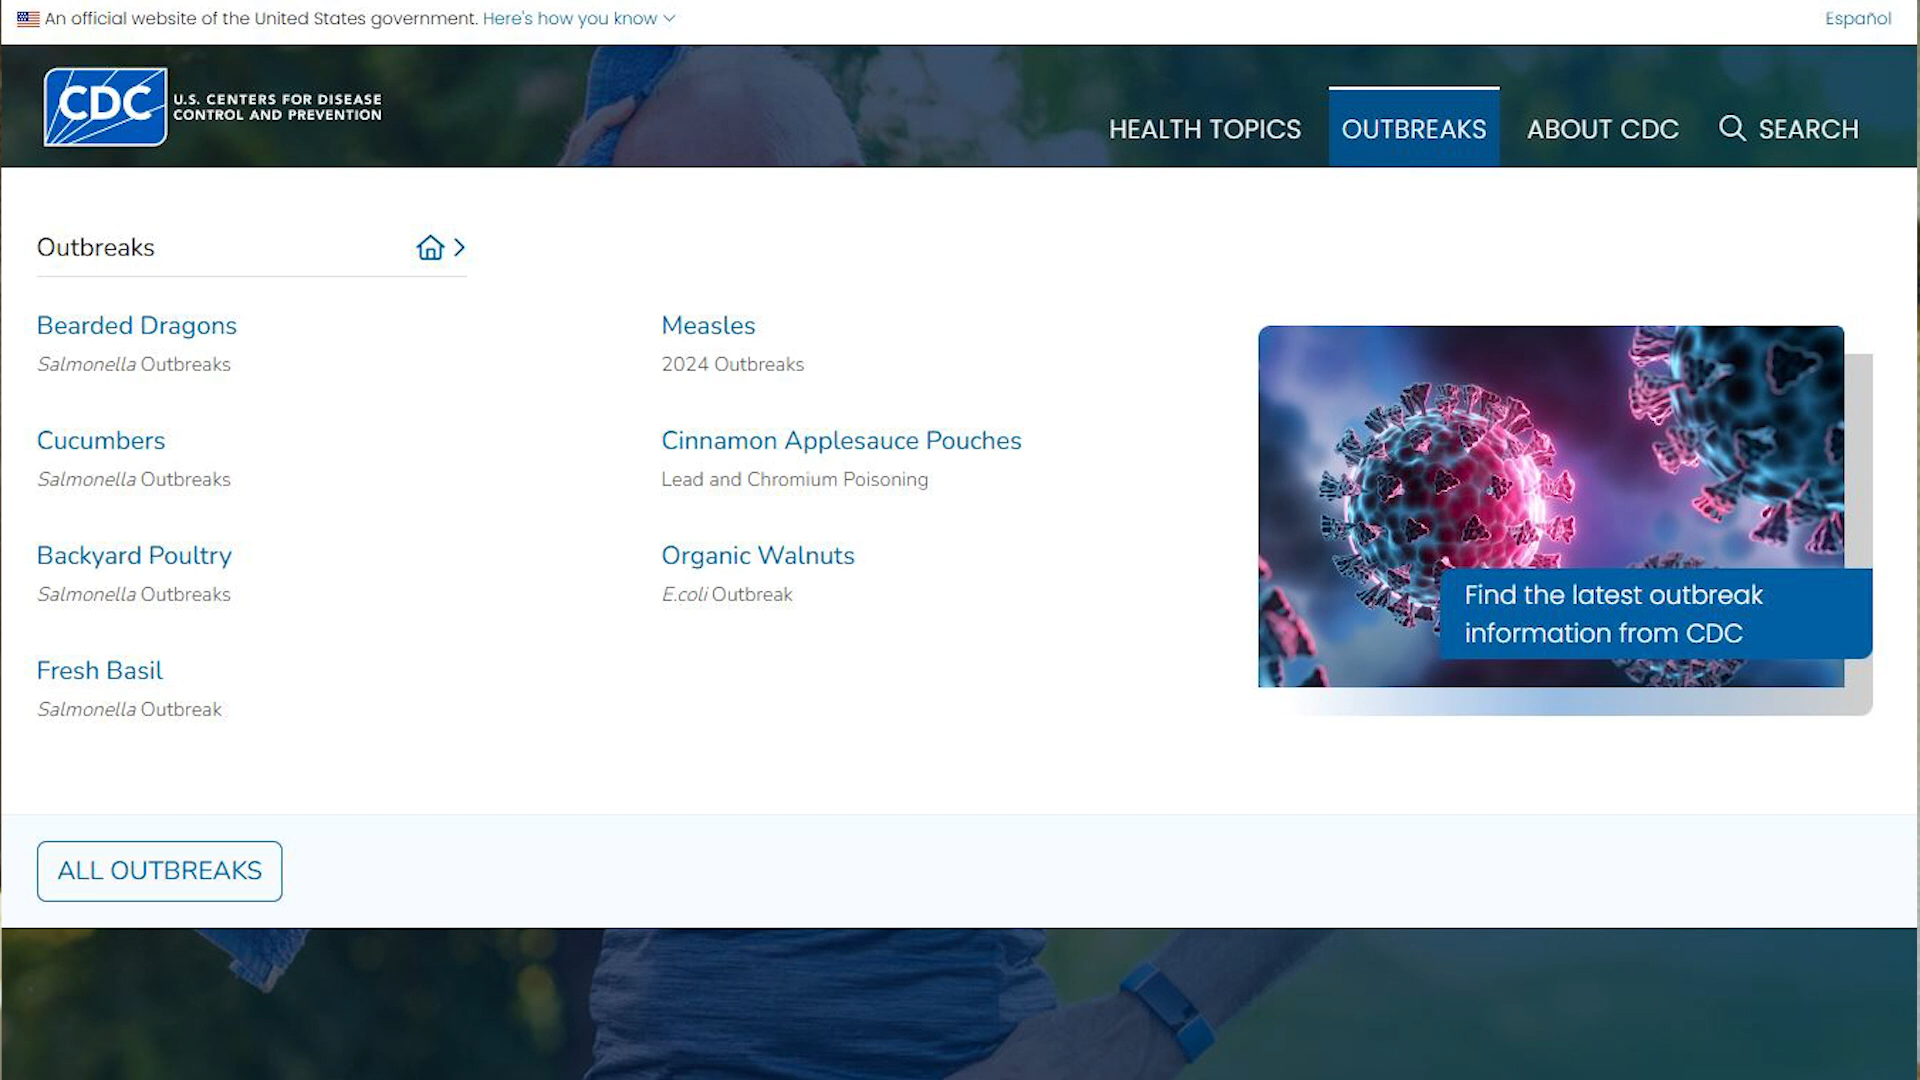 An official website of the United States government. Here's how you know
Español
CDC
U.S. CENTERS FOR DISEASE
CONTROL AND PREVENTION
HEALTH TOPICS
OUTBREAKS
ABOUT CDC
SEARCH
Outbreaks
Bearded Dragons
Salmonella Outbreaks
Cucumbers
Salmonella Outbreaks
Backyard Poultry
Salmonella Outbreaks
Fresh Basil
Salmonella Outbreak
Measles
2024 Outbreaks
Cinnamon Applesauce Pouches
Lead and Chromium Poisoning
Organic Walnuts
E.coli Outbreak
Find the latest outbreak
information from CDC
ALL OUTBREAKS